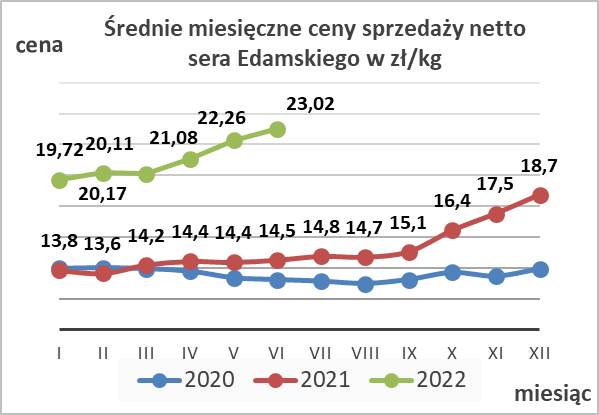 Średnie miesięczne ceny sprzedaży netto
sera Edamskiego w zł/kg
cena
19,72 20,11 21,08 22,26 23,02
20,17
13,8 13,6 14,2 14,4 14,4 14,5 14,8 14,7 15,1 16,4 17,5 18,7
I II III IV V VI VII VIII IX X XI XII
2020 2021 2022
miesiąc